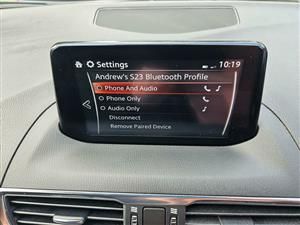 Settings 10:19
Andrew's S23 Bluetooth Profile
Phone And Audio
Phone Only
Audio Only
Disconnect
Remove Paired Device